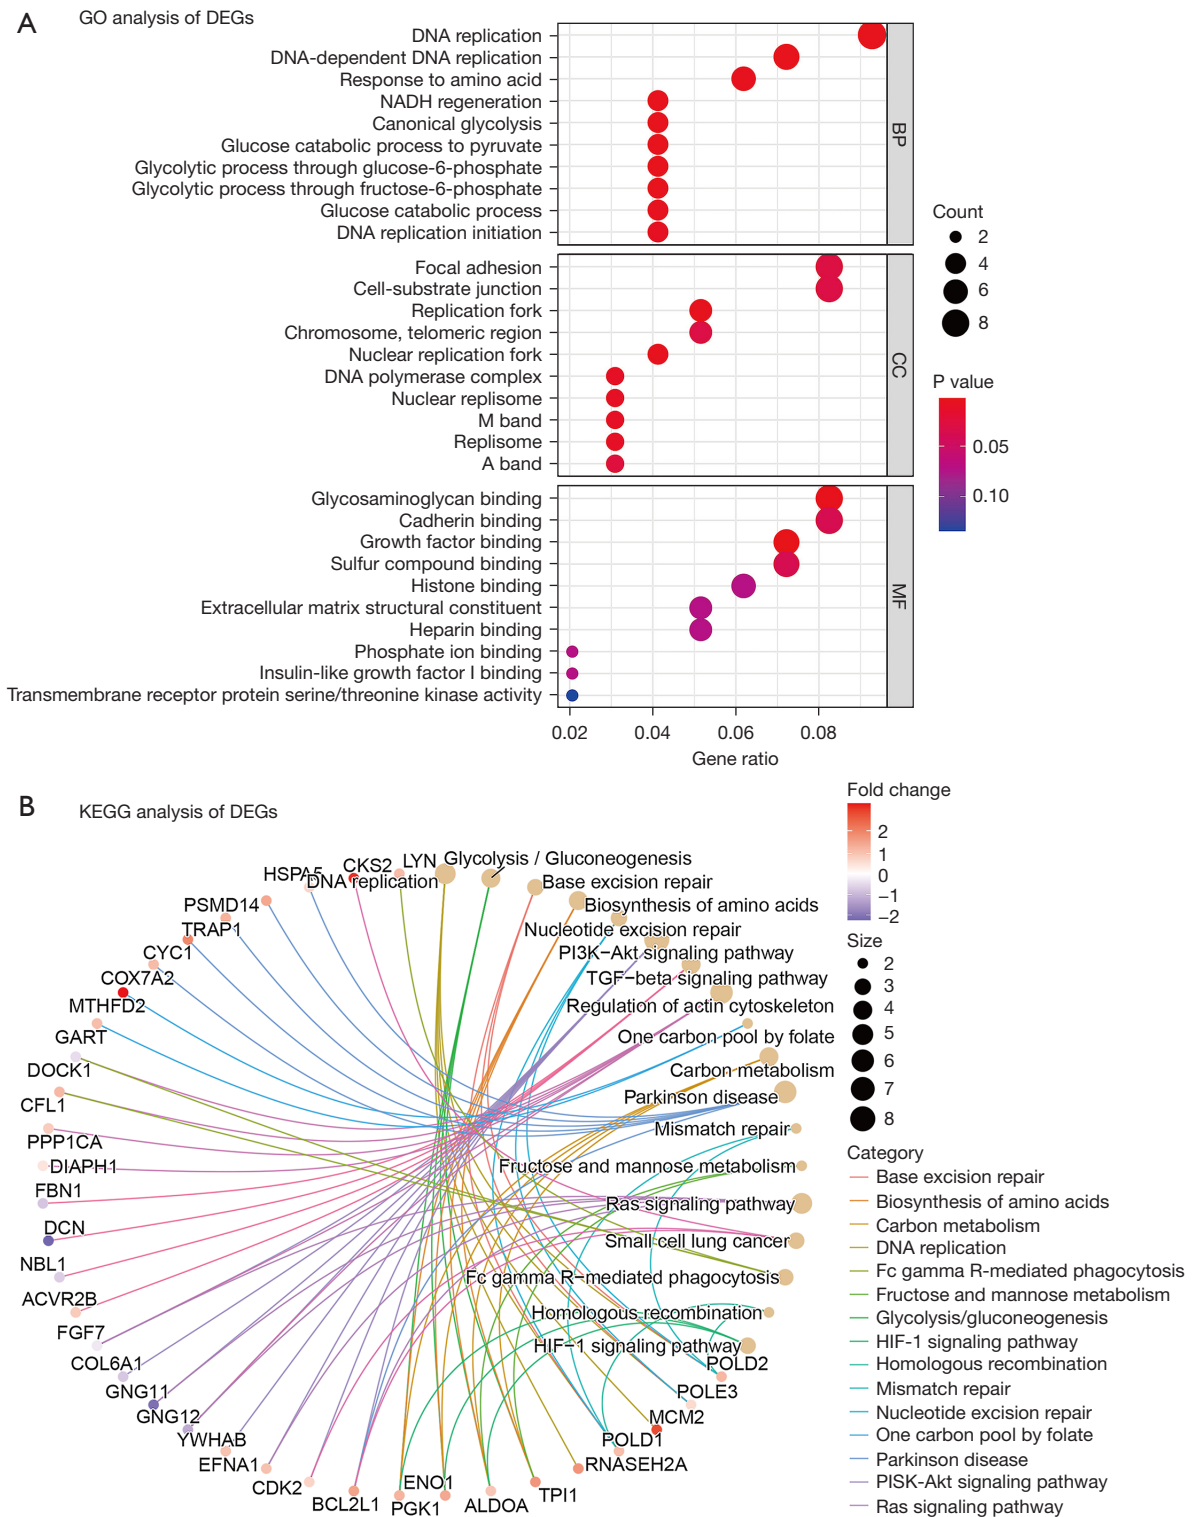 A
GO analysis of DEGs
DNA replication
DNA-dependent DNA replication
Response to amino acid
NADH regeneration
Canonical glycolysis
Glucose catabolic process to pyruvate
Glycolytic process through glucose-6-phosphate
Glycolytic process through fructose-6-phosphate
Glucose catabolic process
DNA replication initiation
BP
Focal adhesion
Cell-substrate junction
Replication fork
Chromosome, telomeric region
Nuclear replication fork
DNA polymerase complex
Nuclear replisome
M band
Replisome
A band
CC
Glycosaminoglycan binding
Cadherin binding
Growth factor binding
Sulfur compound binding
Histone binding
Extracellular matrix structural constituent
Heparin binding
Phosphate ion binding
Insulin-like growth factor I binding
Transmembrane receptor protein serine/threonine kinase activity
MF
0.02 0.04 0.06 0.08
Gene ratio
Count
2
4
6
8
P value
0.05
0.10
B
KEGG analysis of DEGs
LYN
CKS2
HSPA5
PSMD14
TRAP1
CYC1
COX7A2
MTHFD2
GART
DOCK1
CFL1
PPP1CA
DIAPH1
FBN1
DCN
NBL1
ACVR2B
FGF7
COL6A1
GNG11
GNG12
YWHAB
EFNA1
CDK2
BCL2L1
PGK1
ENO1
ALDOA
TPI1
RNASEH2A
POLD1
MCM2
POLE3
POLD2
DNA replication
Glycolysis / Gluconeogenesis
Base excision repair
Biosynthesis of amino acids
Nucleotide excision repair
PI3K−Akt signaling pathway
TGF−beta signaling pathway
Regulation of actin cytoskeleton
One carbon pool by folate
Carbon metabolism
Parkinson disease
Mismatch repair
Fructose and mannose metabolism
Ras signaling pathway
Small cell lung cancer
Fc gamma R−mediated phagocytosis
Homologous recombination
HIF−1 signaling pathway
Fold change
2
1
0
−1
−2
Size
2
3
4
5
6
7
8
Category
Base excision repair
Biosynthesis of amino acids
Carbon metabolism
DNA replication
Fc gamma R-mediated phagocytosis
Fructose and mannose metabolism
Glycolysis/gluconeogenesis
HIF-1 signaling pathway
Homologous recombination
Mismatch repair
Nucleotide excision repair
One carbon pool by folate
Parkinson disease
PISK-Akt signaling pathway
Ras signaling pathway